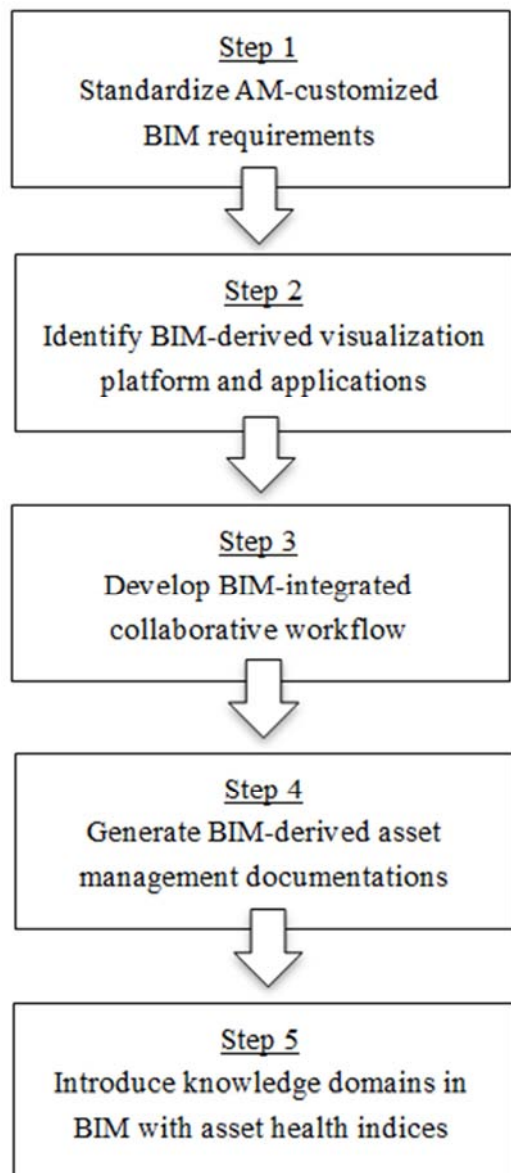 Step 1
Standardize AM-customized
BIM requirements
Step 2
Identify BIM-derived visualization
platform and applications
Step 3
Develop BIM-integrated
collaborative workflow
Step 4
Generate BIM-derived asset
management documentations
Step 5
Introduce knowledge domains in
BIM with asset health indices